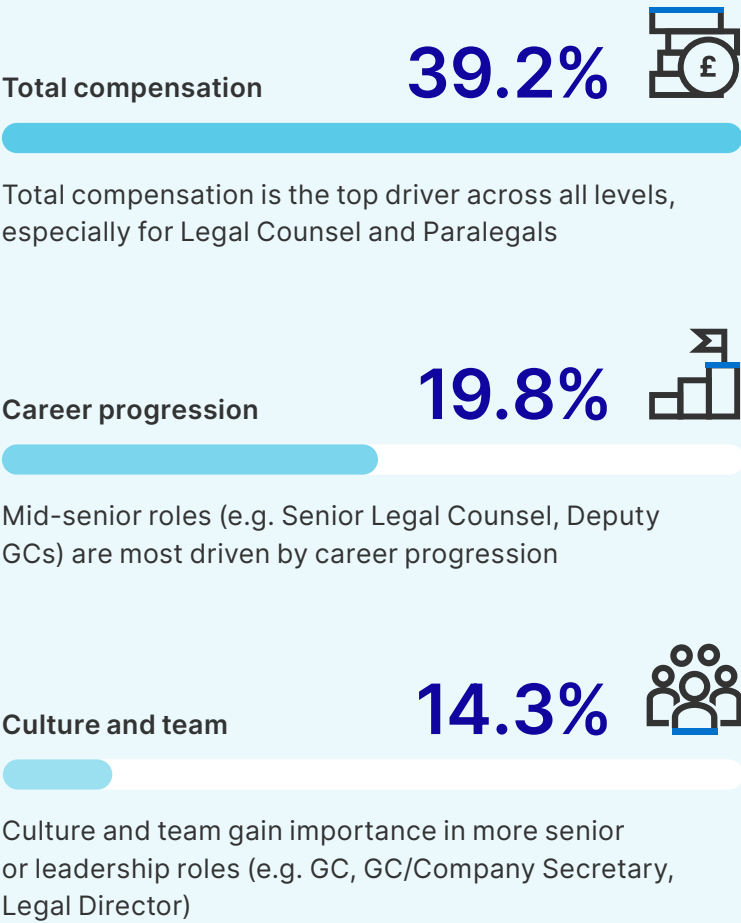 Total compensation 39.2%
£
Total compensation is the top driver across all levels,
especially for Legal Counsel and Paralegals
Career progression 19.8%
Mid-senior roles (e.g. Senior Legal Counsel, Deputy
GCs) are most driven by career progression
Culture and team 14.3%
Culture and team gain importance in more senior
or leadership roles (e.g. GC, GC/Company Secretary,
Legal Director)